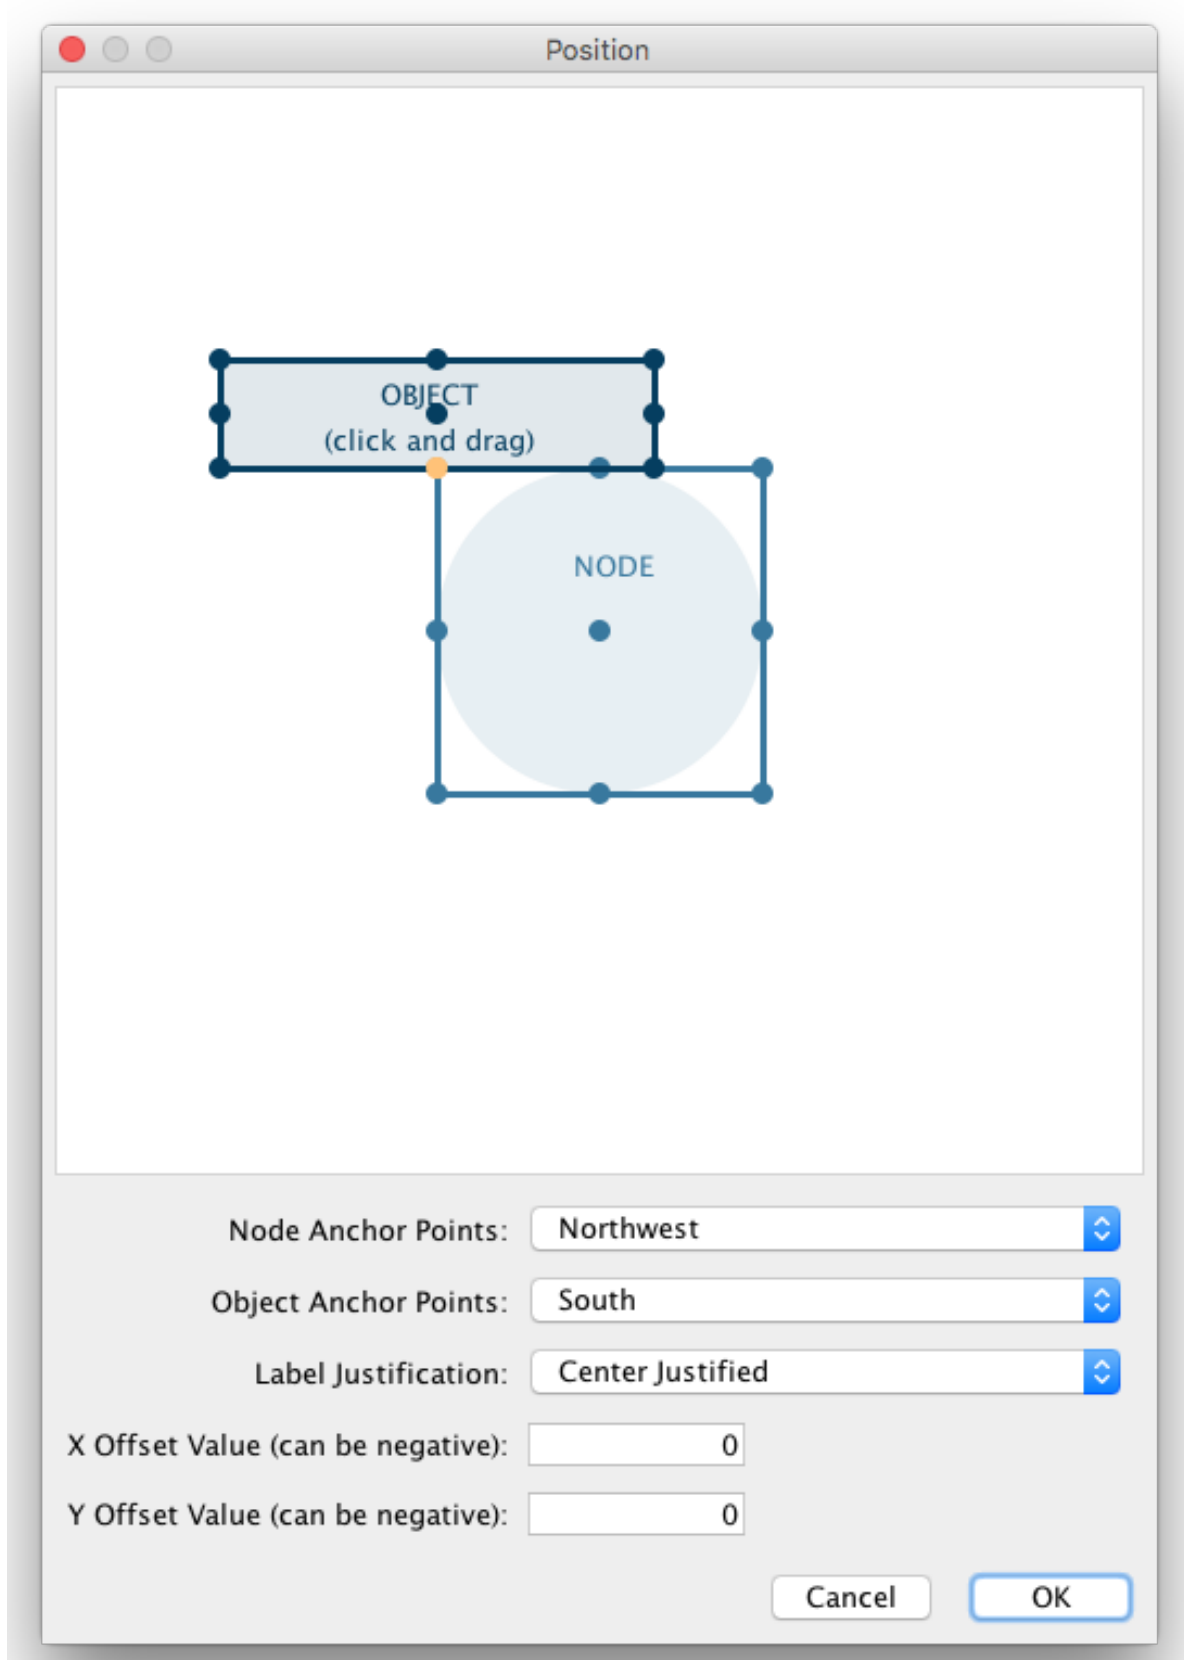 Position
OBJECT
(click and drag)
NODE
Node Anchor Points: Northwest
Object Anchor Points: South
Label Justification: Center Justified
X Offset Value (can be negative): 0
Y Offset Value (can be negative): 0
Cancel OK